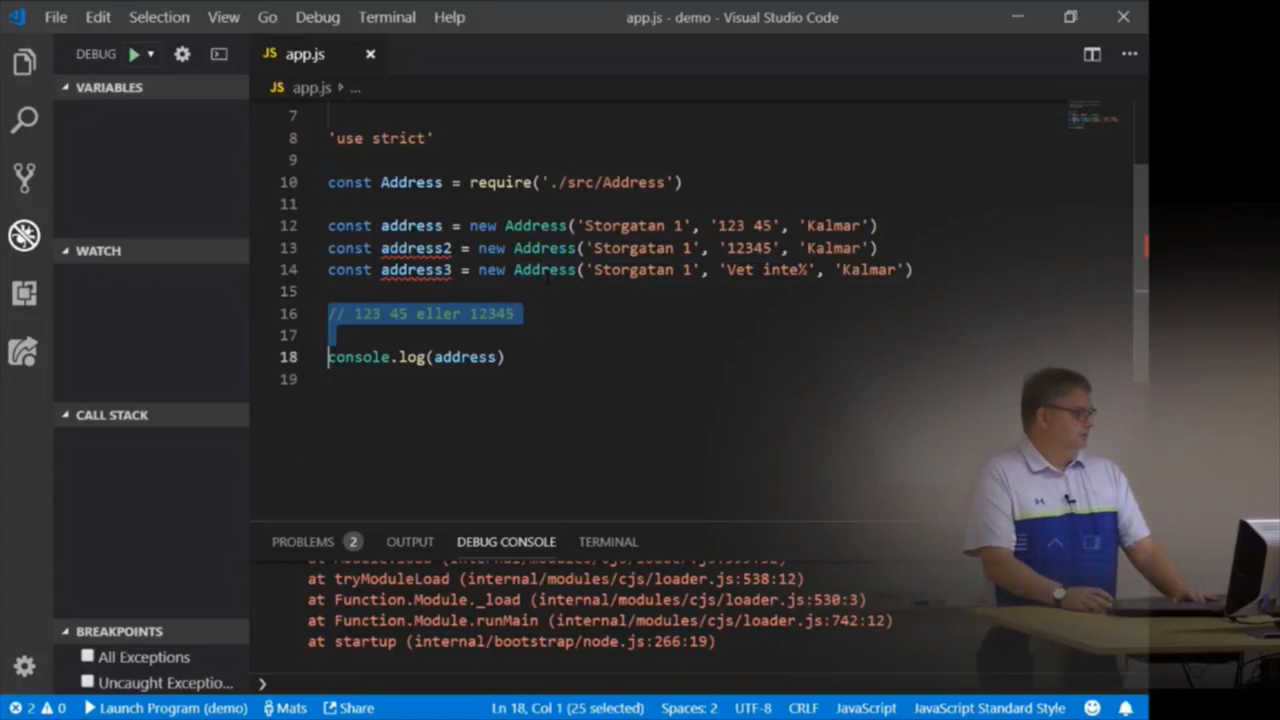 File Edit Selection View Go Debug Terminal Help app.js - demo - Visual Studio Code
DEBUG
JS app.js
VARIABLES
JS app.js ...
7
8 'use strict'
9
10 const Address = require('./src/Address')
11
12 const address = new Address('Storgatan 1', '123 45', 'Kalmar')
13 const address2 = new Address('Storgatan 1', '12345', 'Kalmar')
14 const address3 = new Address('Storgatan 1', 'Vet inte%', 'Kalmar')
15
16 // 123 45 eller 12345
17
18 console.log(address)
19
WATCH
CALL STACK
BREAKPOINTS
All Exceptions
Uncaught Exceptio...
PROBLEMS 2 OUTPUT DEBUG CONSOLE TERMINAL
at tryModuleLoad (internal/modules/cjs/loader.js:538:12)
at Function.Module._load (internal/modules/cjs/loader.js:530:3)
at Function.Module.runMain (internal/modules/cjs/loader.js:742:12)
at startup (internal/bootstrap/node.js:266:19)
2 0 Launch Program (demo) Mats Share Ln 18, Col 1 (25 selected) Spaces: 2 UTF-8 CRLF JavaScript JavaScript Standard Style